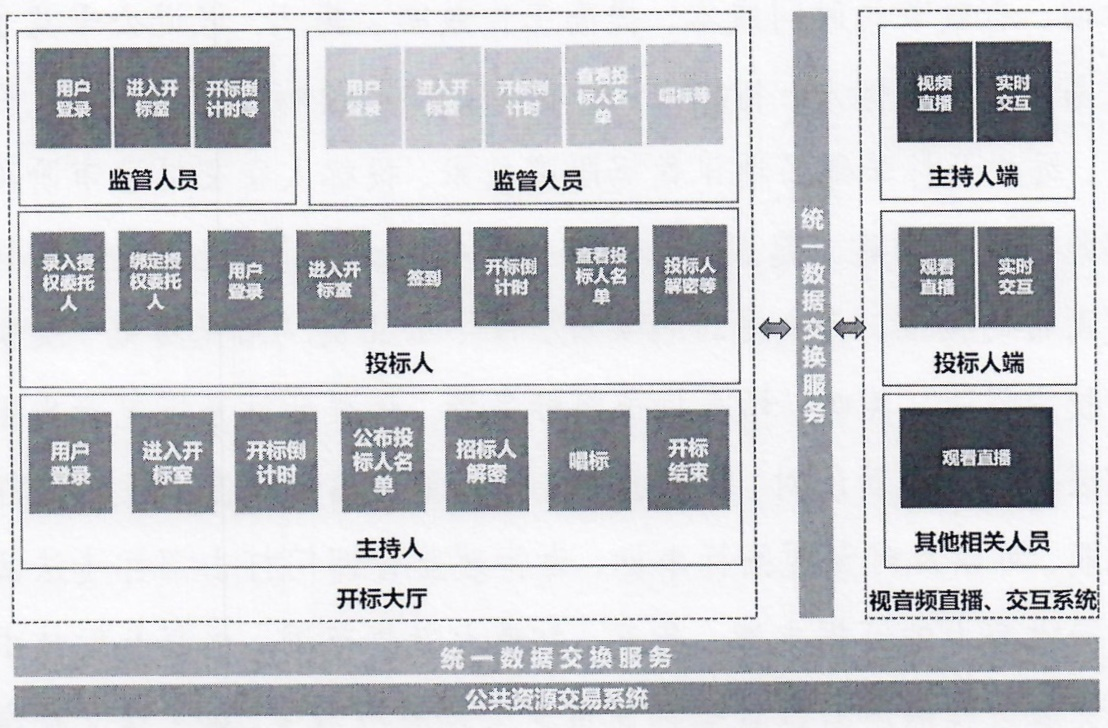 用户
登录
进入开
标室
开标倒
计时等
监管人员
用户
登录
进入开
标室
开标倒
计时
查看投
标人名
单
唱标等
监管人员
录入授
权委托
人
绑定授
权委托
人
用户
登录
进入开
标室
签到
开标倒
计时
查看投
标人名
单
投标人
解密等
投标人
用户
登录
进入开
标室
开标倒
计时
公布投
标人名
单
招标人
解密
唱标
开标
结束
主持人
开标大厅
统一数据交换服务
视频
直播
实时
交互
主持人端
观看
直播
实时
交互
投标人端
观看直播
其他相关人员
视音频直播、交互系统
统一数据交换服务
公共资源交易系统